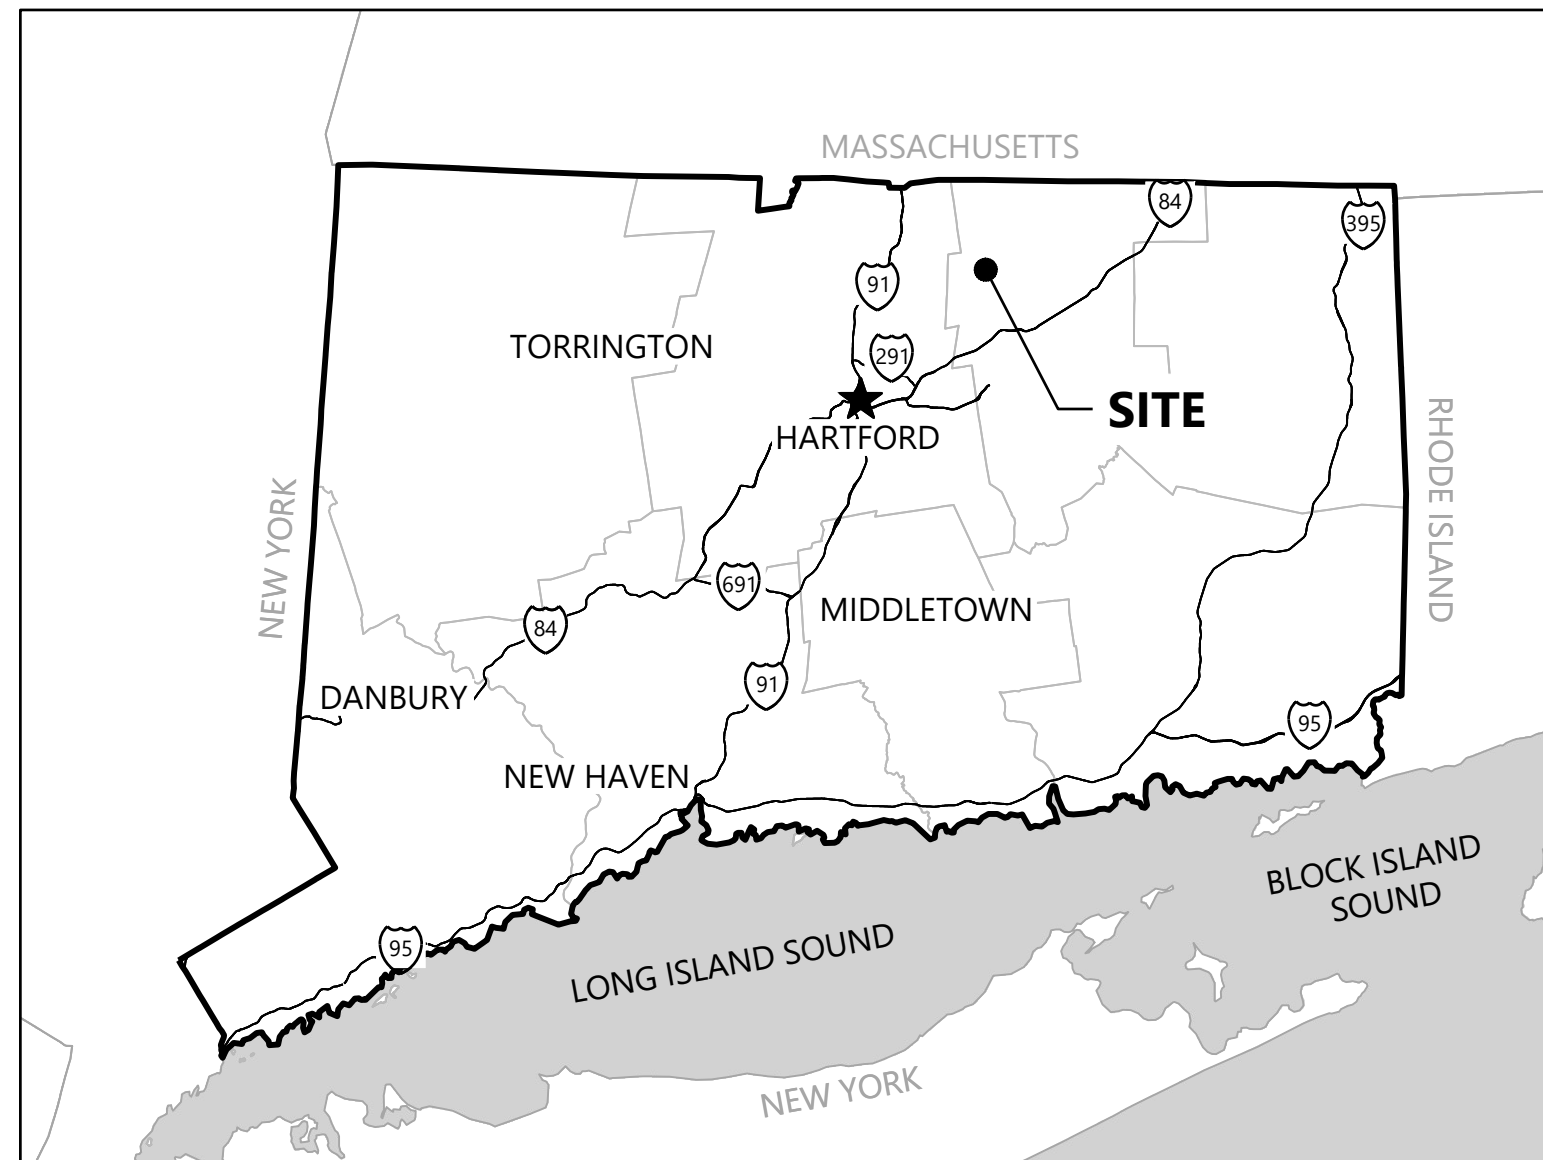 MASSACHUSETTS
84
395
91
TORRINGTON
291
SITE
HARTFORD
RHODE ISLAND
NEW YORK
691
MIDDLETOWN
84
91
DANBURY
95
NEW HAVEN
BLOCK ISLAND
SOUND
95
LONG ISLAND SOUND
NEW YORK